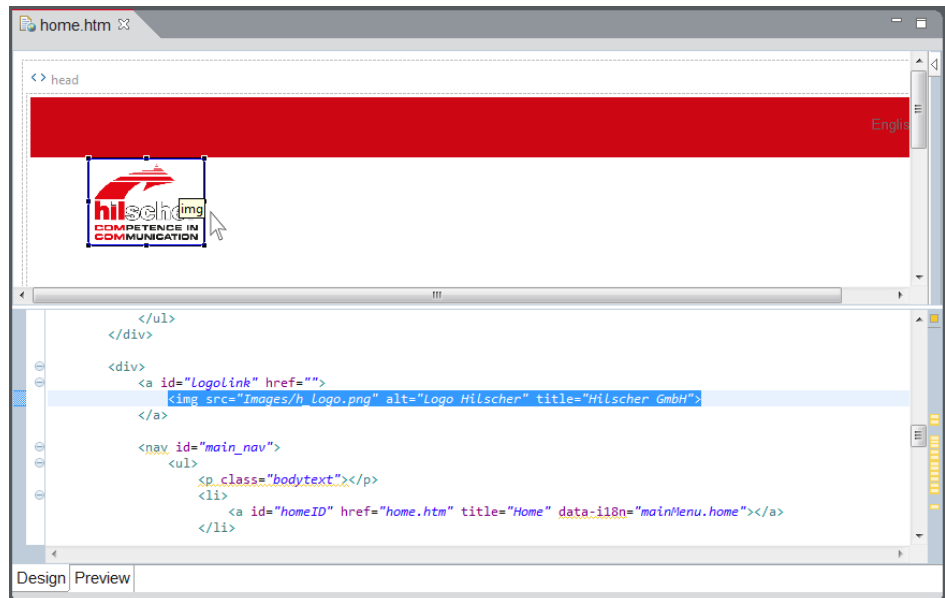 home.htm
head
Englis
hilsche
img
COMPETENCE IN
COMMUNICATION
</ul>
</div>
<div>
<a id="LogoLink" href="">
<img src="Images/h_logo.png" alt="Logo Hilscher" title="Hilscher GmbH">
</a>
<nav id="main_nav">
<ul>
<p class="bodytext"></p>
<li>
<a id="homeID" href="home.htm" title="Home" data-i18n="mainMenu.home"></a>
</li>
Design Preview